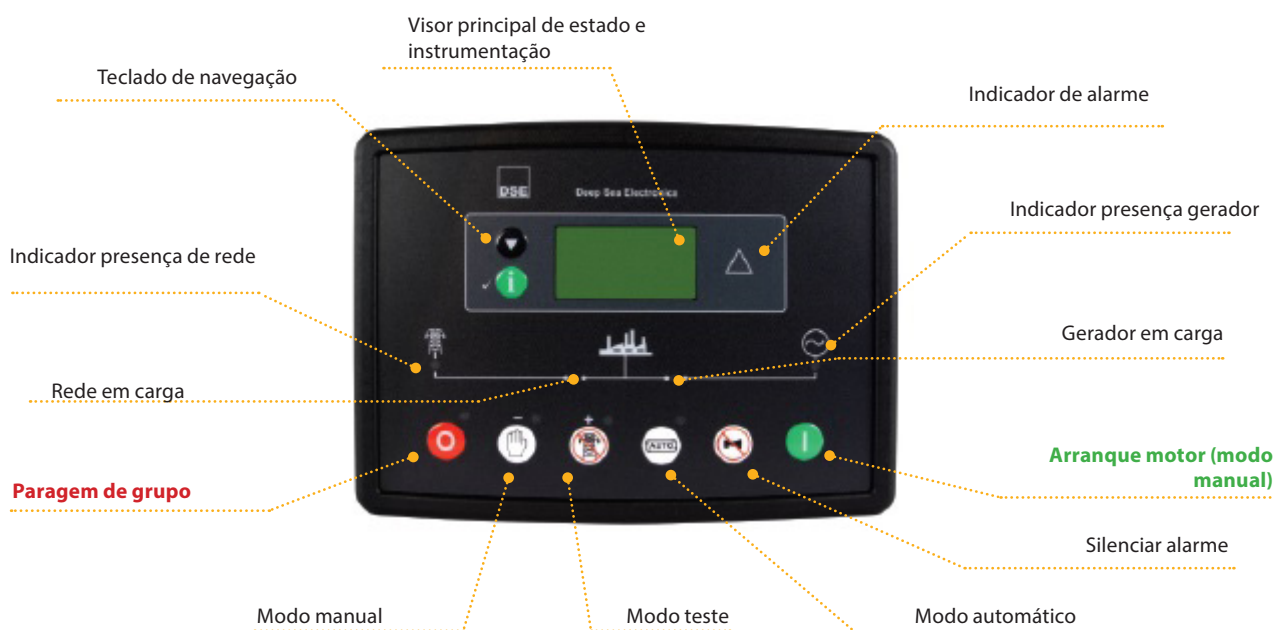 Visor principal de estado e
instrumentação
Teclado de navegação
Indicador de alarme
DSE
Deep Sea Electronics
Indicador presença gerador
Indicador presença de rede
Gerador em carga
Rede em carga
AUTO
Arranque motor (modo
manual)
Paragem de grupo
Silenciar alarme
Modo manual
Modo teste
Modo automático